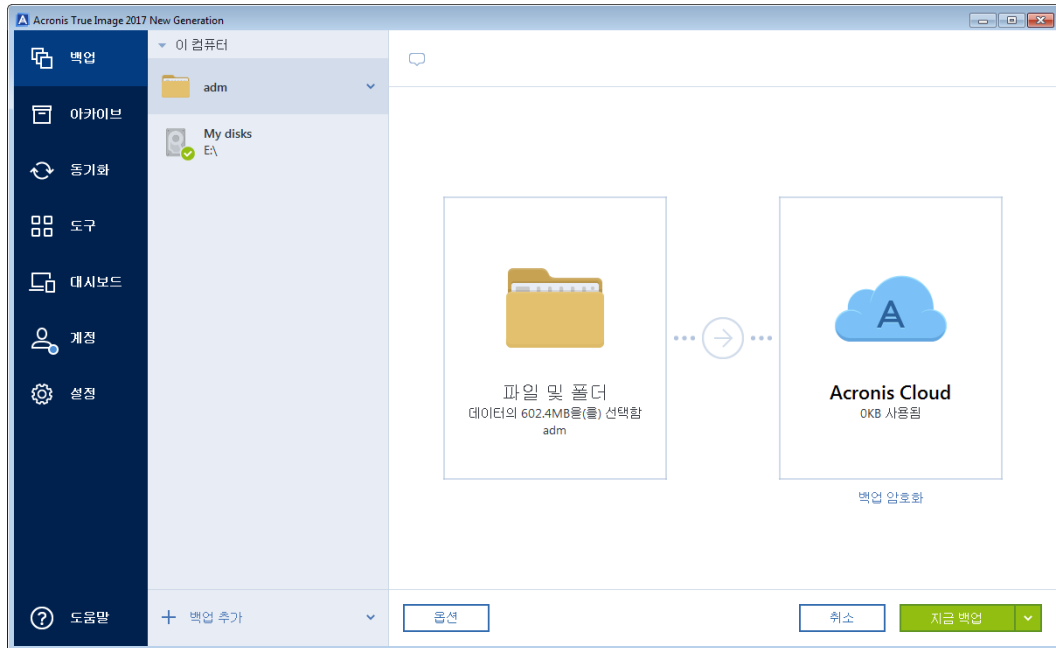 Acronis True Image 2017 New Generation
백업
아카이브
동기화
도구
대시보드
계정
설정
도움말
이 컴퓨터
adm
My disks
E:\
백업 추가
파일 및 폴더
데이터의 602.4MB을(를) 선택함
adm
Acronis Cloud
0KB 사용됨
백업 암호화
옵션
취소
지금 백업